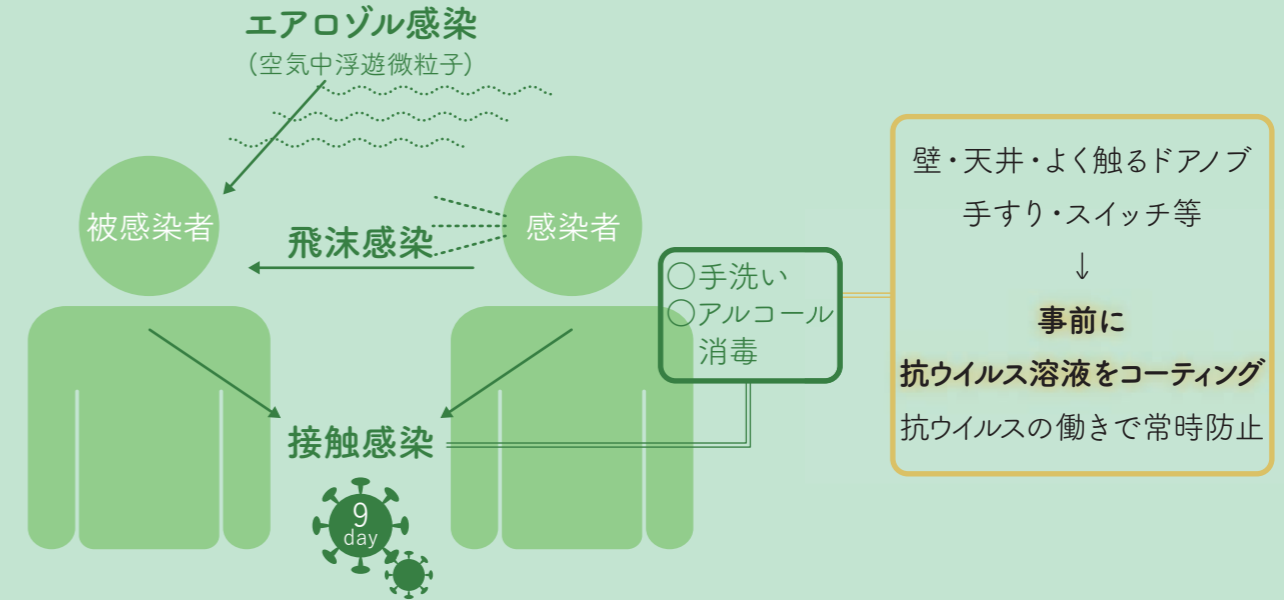 エアロゾル感染
(空気中浮遊微粒子)
被感染者
飛沫感染
感染者
○手洗い
○アルコール
消毒
接触感染
9
day
壁・天井・よく触るドアノブ
手すり・スイッチ等
↓
事前に
抗ウイルス溶液をコーティング
抗ウイルスの働きで常時防止